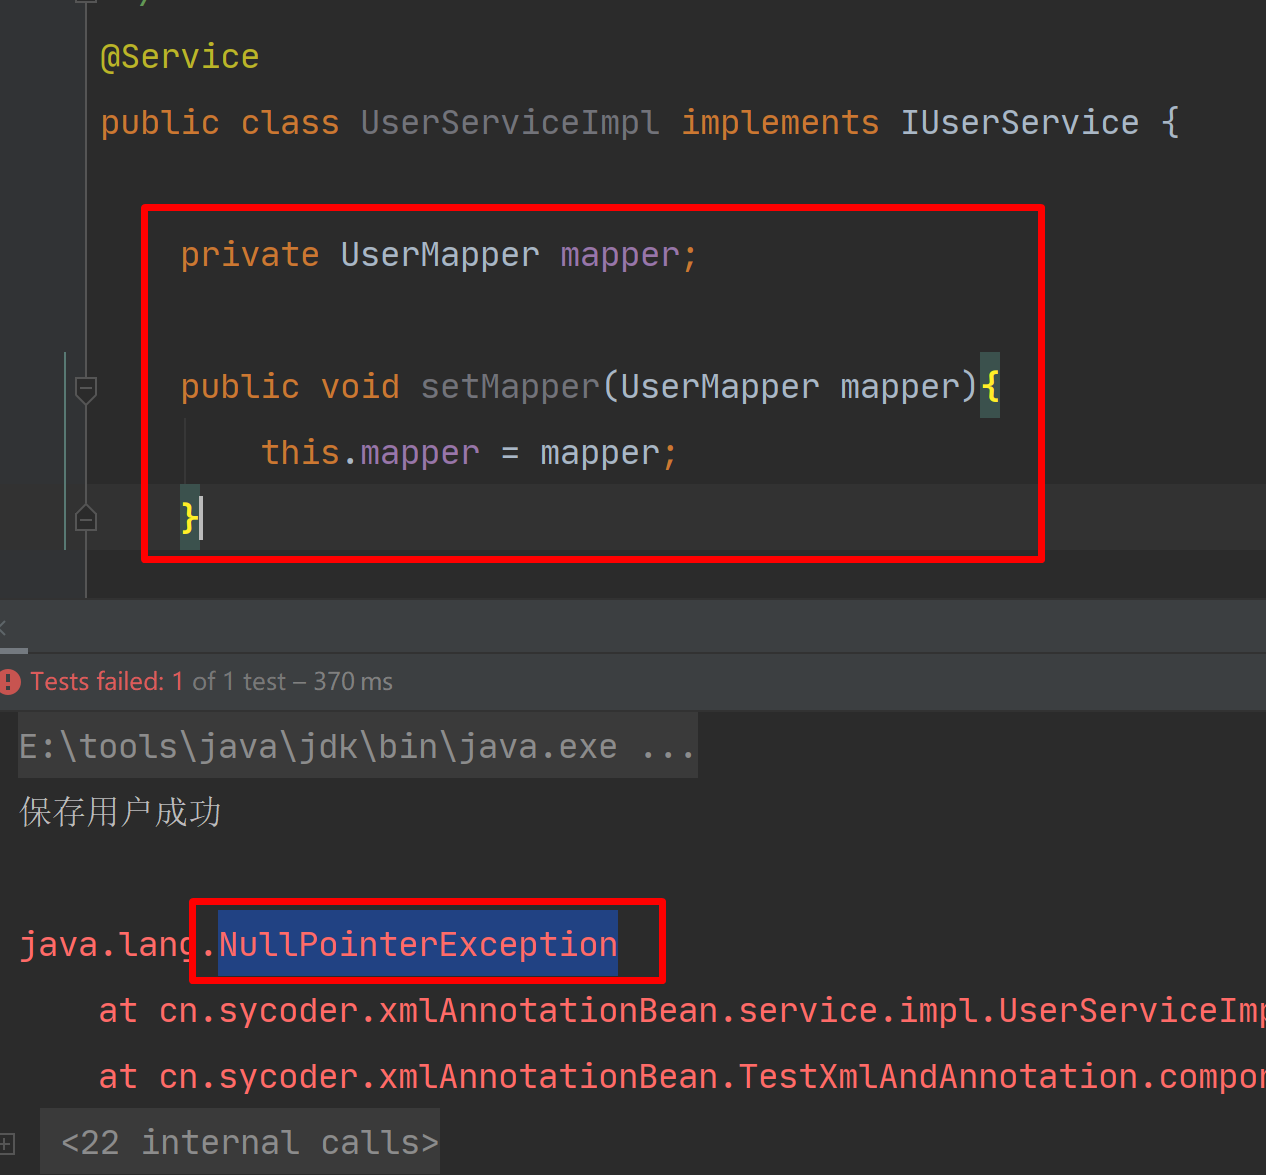 @Service
public class UserServiceImpl implements IUserService {
private UserMapper mapper;
public void setMapper(UserMapper mapper){
this.mapper = mapper;
}
Tests failed: 1 of 1 test – 370 ms
E:\tools\java\jdk\bin\java.exe ...
保存用户成功
java.lang.NullPointerException
at cn.sycoder.xmlAnnotationBean.service.impl.UserServiceImp
at cn.sycoder.xmlAnnotationBean.TestXmlAndAnnotation.compon
<22 internal calls>